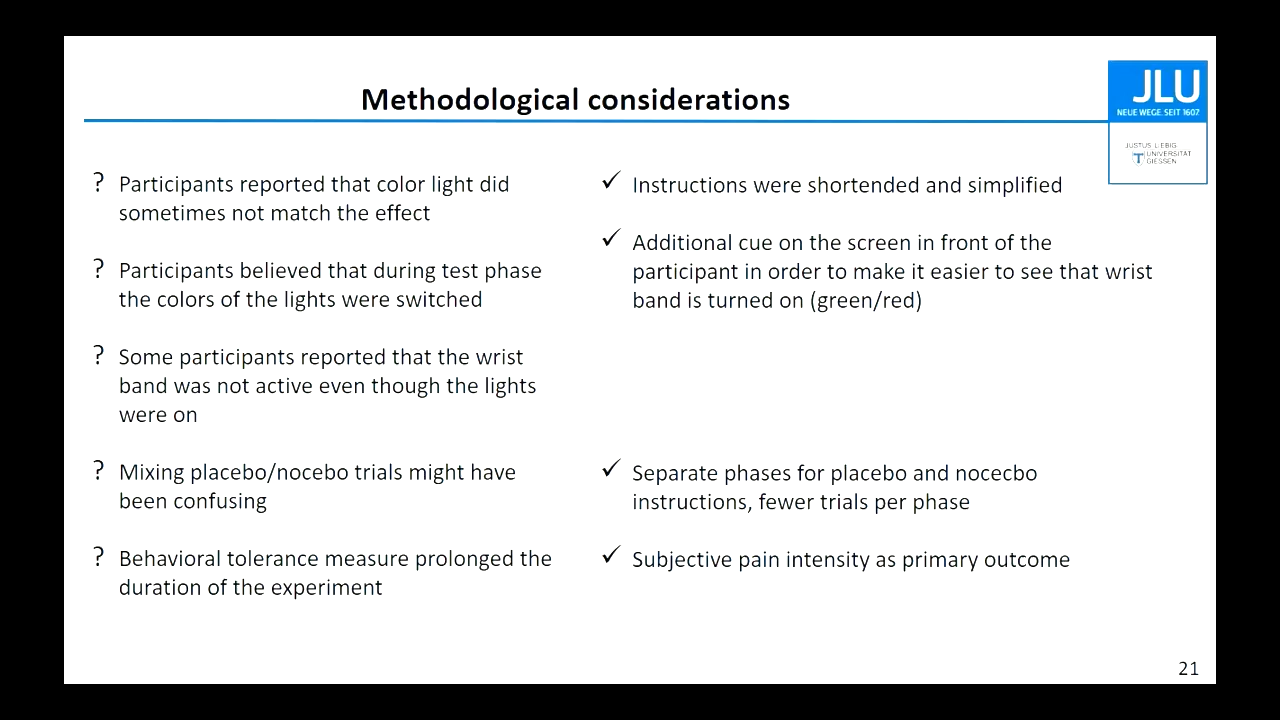 Methodological considerations
JLU
NEUE WEGE. SEIT 1607
JUSTUS LIEBIG
UNIVERSITÄT
GIESSEN
? Participants reported that color light did
sometimes not match the effect
? Participants believed that during test phase
the colors of the lights were switched
? Some participants reported that the wrist
band was not active even though the lights
were on
? Mixing placebo/nocebo trials might have
been confusing
? Behavioral tolerance measure prolonged the
duration of the experiment
✓ Instructions were shortended and simplified
✓ Additional cue on the screen in front of the
participant in order to make it easier to see that wrist
band is turned on (green/red)
✓ Separate phases for placebo and nocecbo
instructions, fewer trials per phase
✓ Subjective pain intensity as primary outcome
21